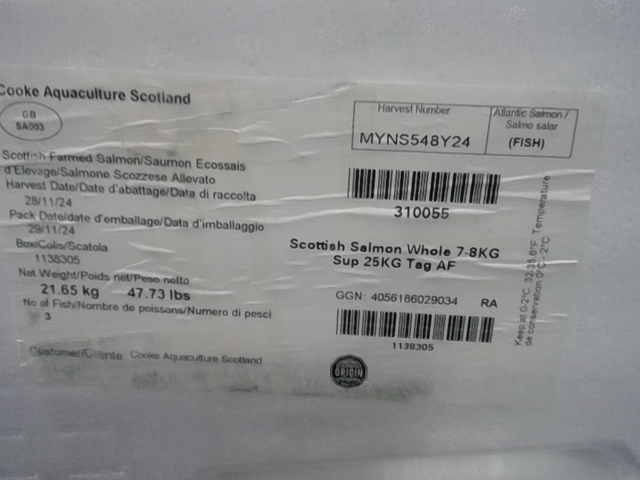 Cooke Aquaculture Scotland
GB
SA003
Harvest Number
MYNS548Y24
Atlantic Salmon /
Salmo salar
(FISH)
Scottish Farmed Salmon/Saumon Ecossais
d'Elevage/Salmone Scozzese Allevato
Harvest Date/Date d'abattage/Data di raccolta
28/11/24
Pack Date/date d'emballage/Data d'imballaggio
29/11/24
Box/Colis/Scatola
1138305
Net Weight/Poids net/Peso netto
21.65 kg 47.73 lbs
No of Fish/Nombre de poissons/Numero di pesci
3
Customer/Cliente: Cooke Aquaculture Scotland
310055
Scottish Salmon Whole 7-8KG
Sup 25KG Tag AF
GGN: 4056186029034 RA
1138305
ORIGIN
Keep at 0-2°C, 32-35.6°F, Temperature
de conservation 0°C - 2°C